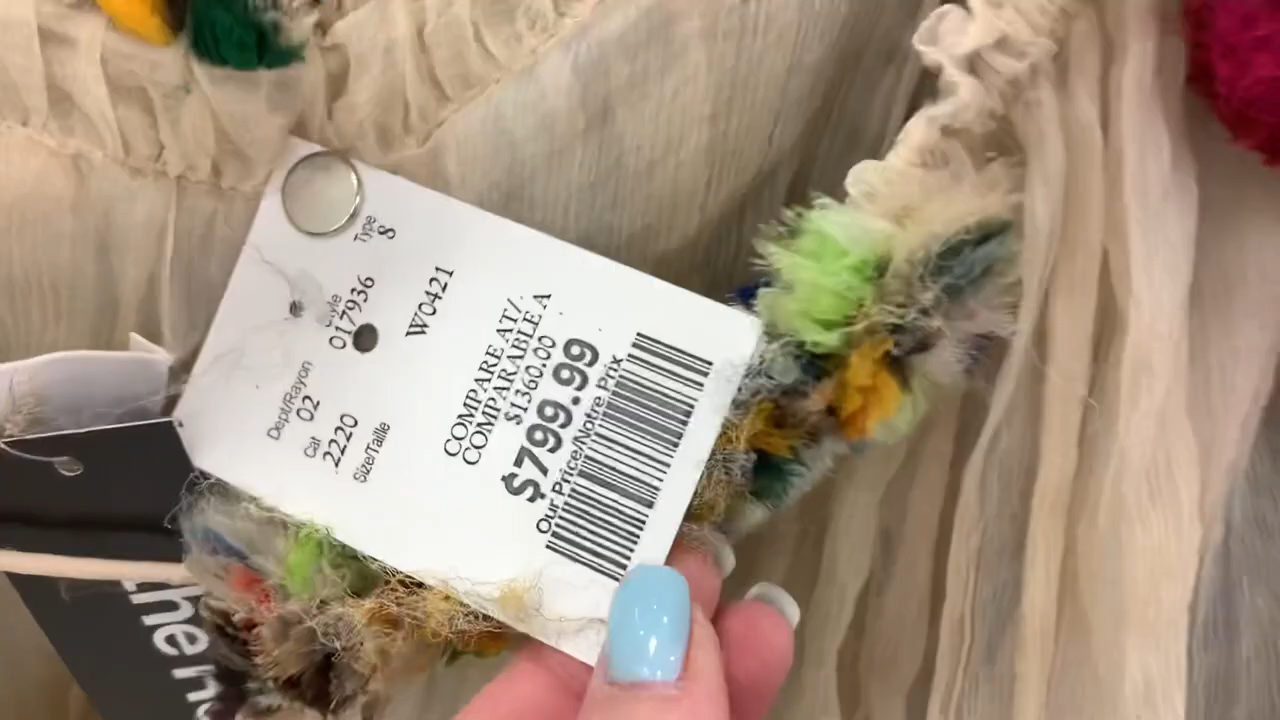 Type
8
Style
017936
W0421
Dept/Rayon
02
Cat
2220
Size/Taille
COMPARE AT/.
COMPARABLE A
$1360.00
$799.99
Our Price/Notre Prix